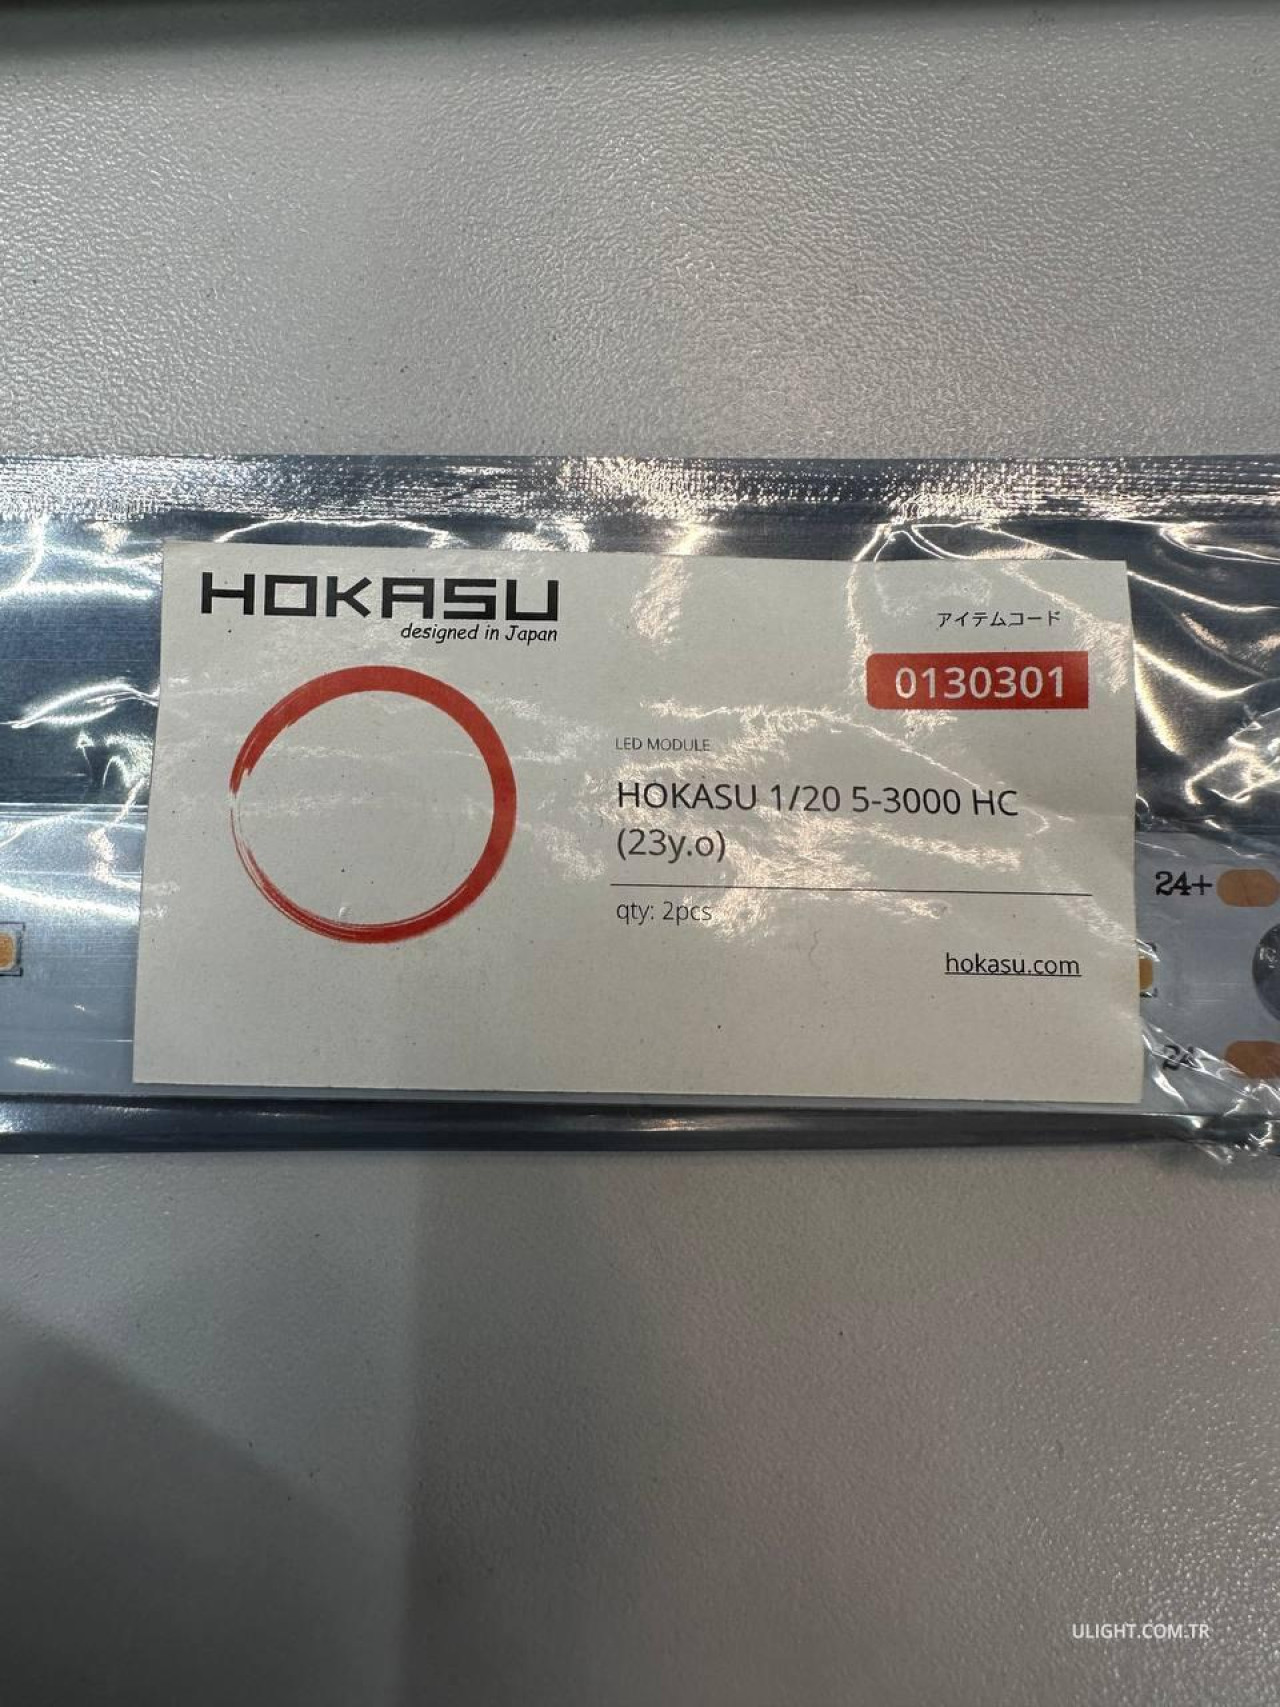 HOKASU
designed in Japan
アイテムコード
0130301
LED MODULE
HOKASU 1/20 5-3000 HC
(23y.o)
qty: 2pcs
hokasu.com
24+
24
ULIGHT.COM.TR